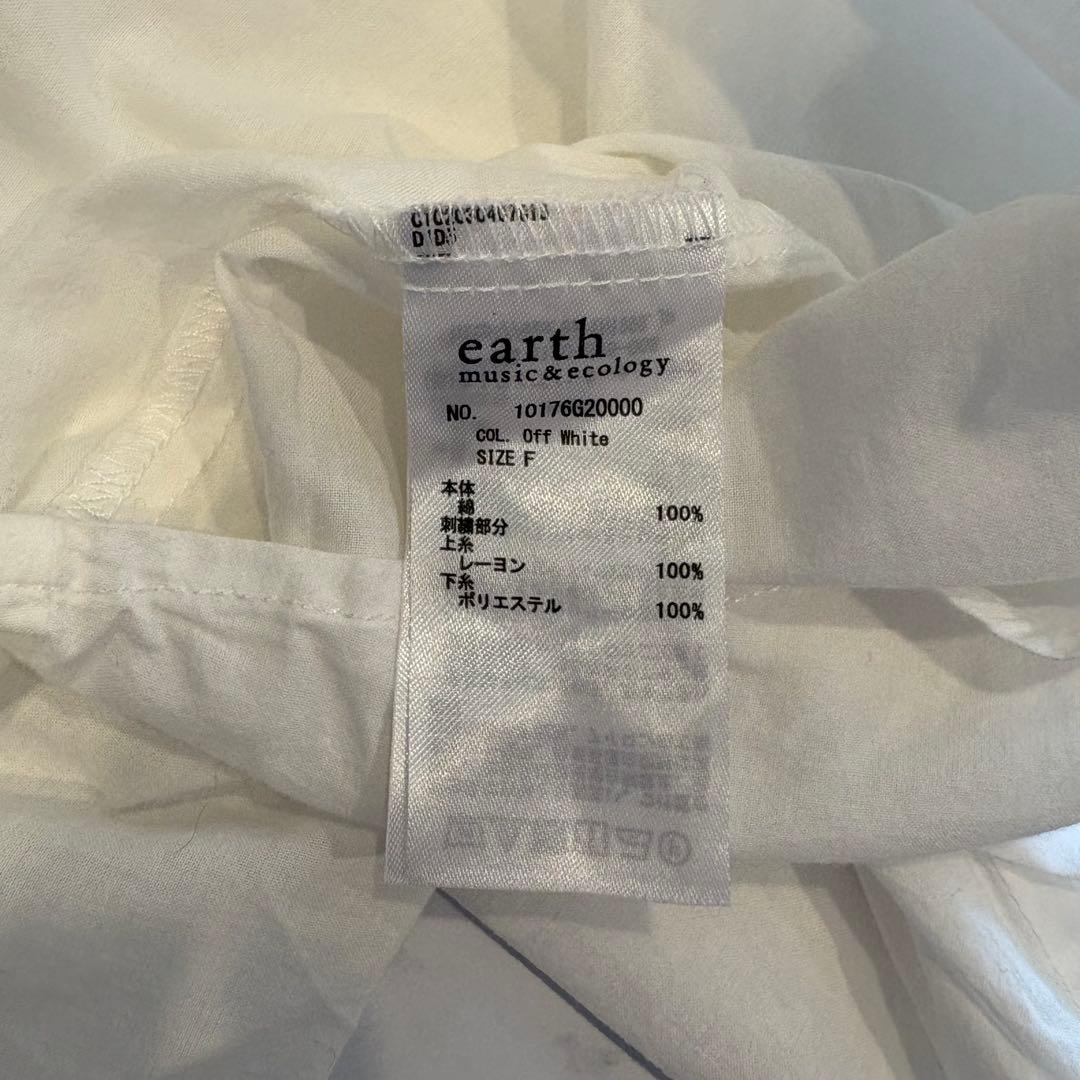 earth
music&ecology
NO. 10176G20000
COL. Off White
SIZE F
本体
綿 100%
刺繍部分
上糸
レーヨン 100%
下糸
ポリエステル 100%